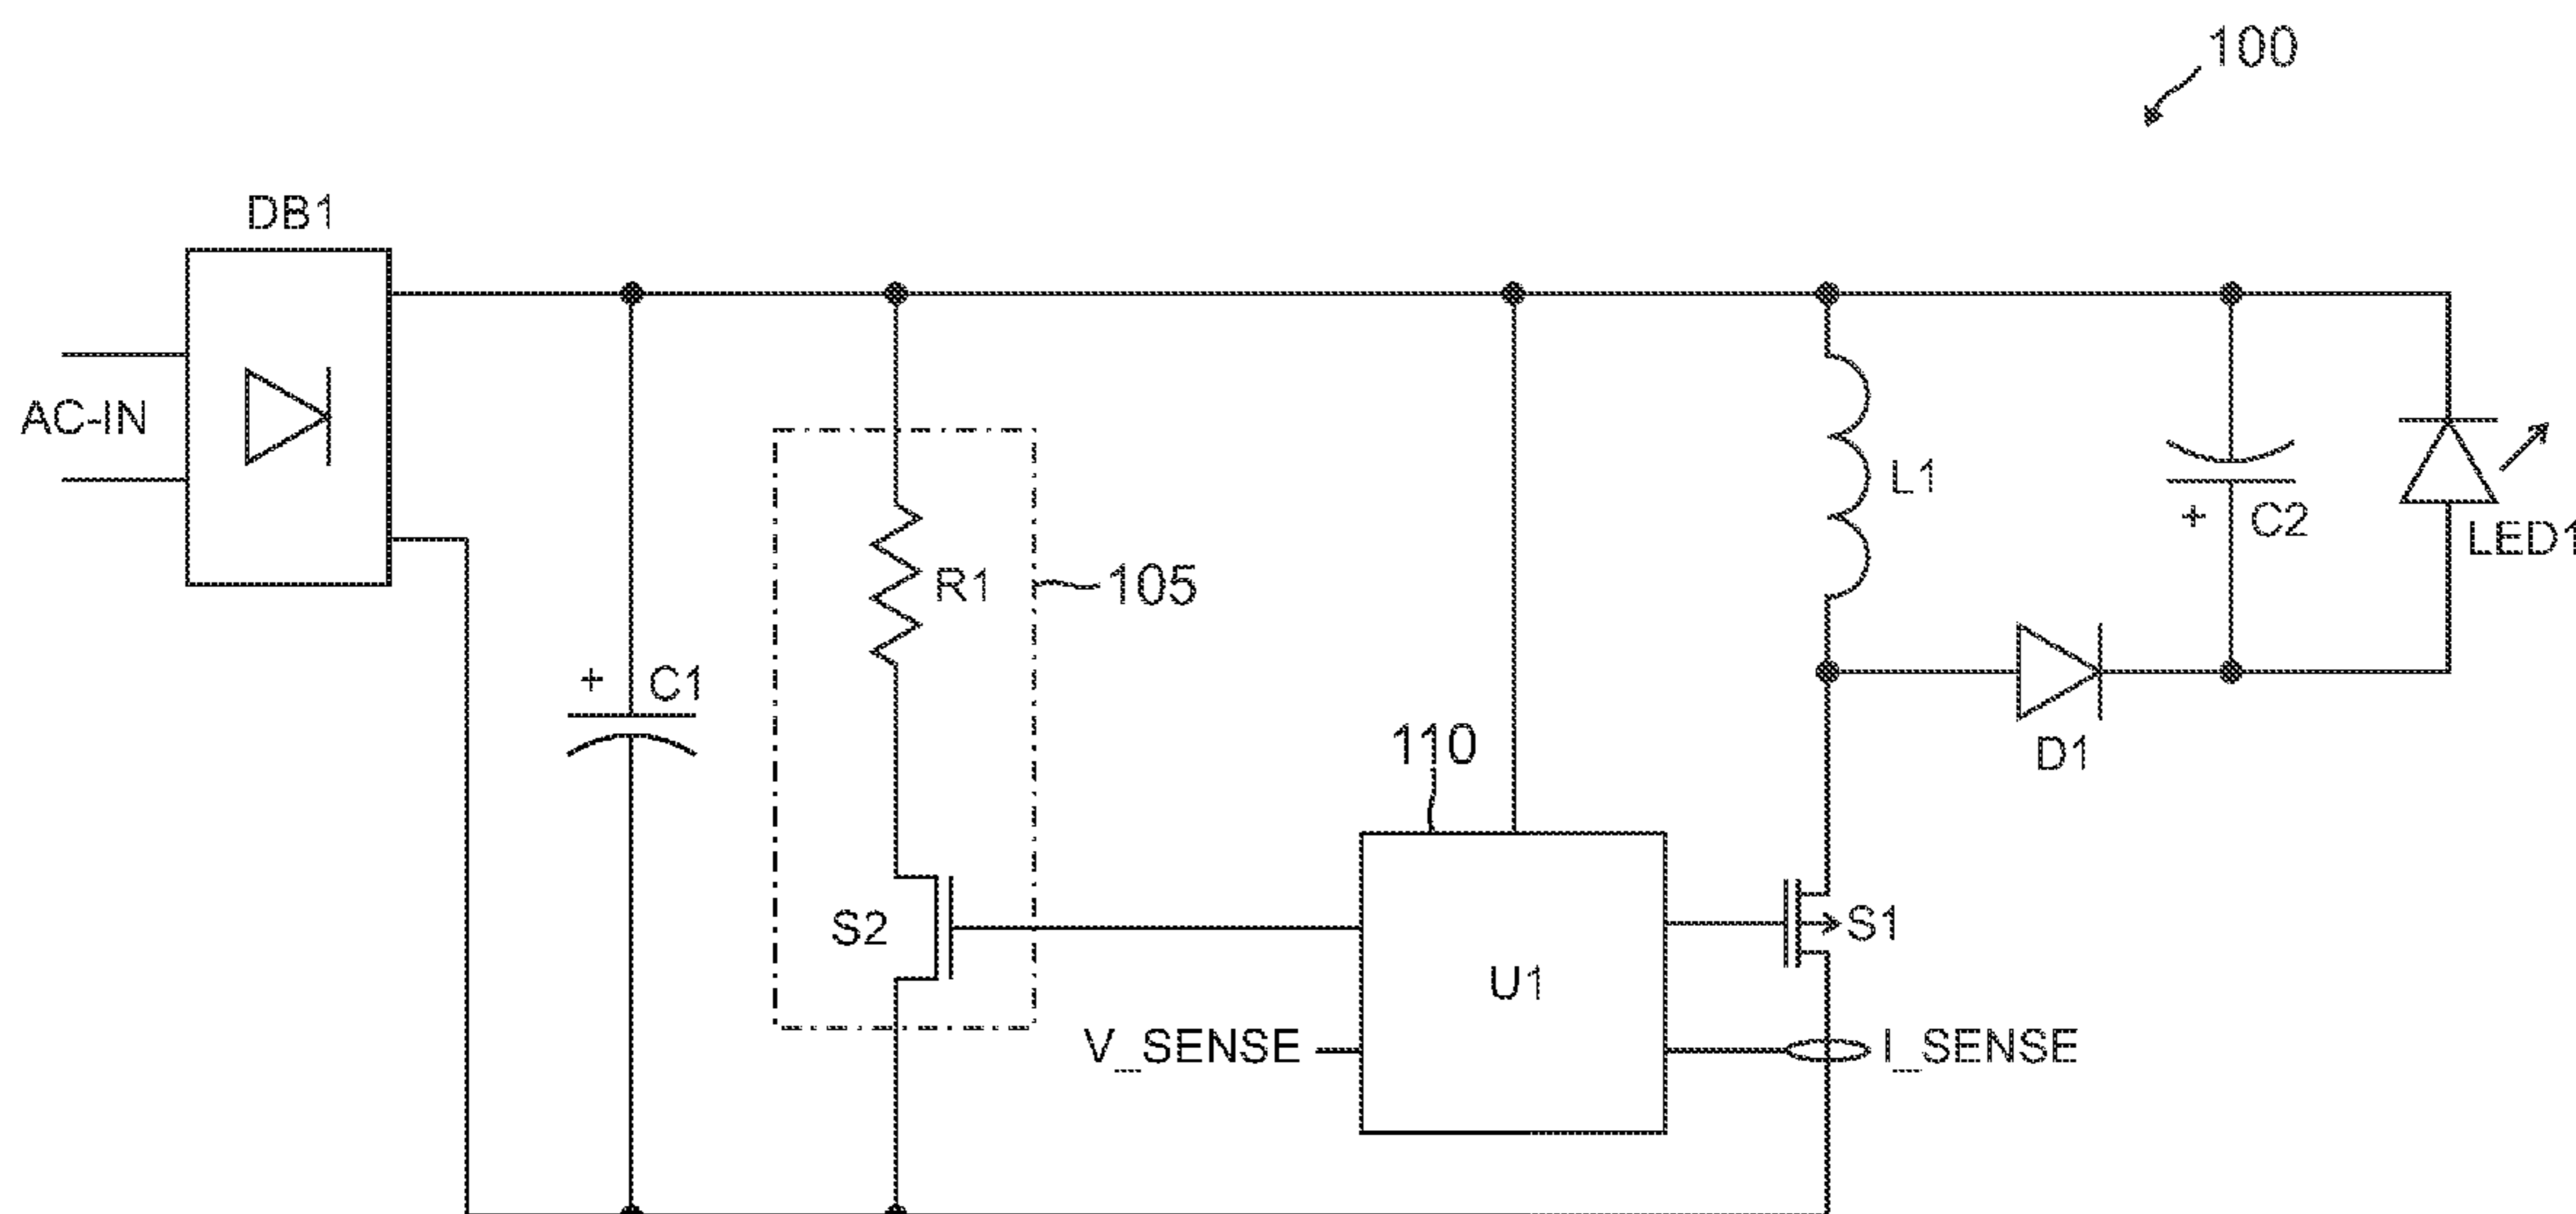 100
DB1
AC-IN
L1
+ C2
LED1
R1
105
+ C1
110
D1
S2
S1
U1
V_SENSE
I_SENSE